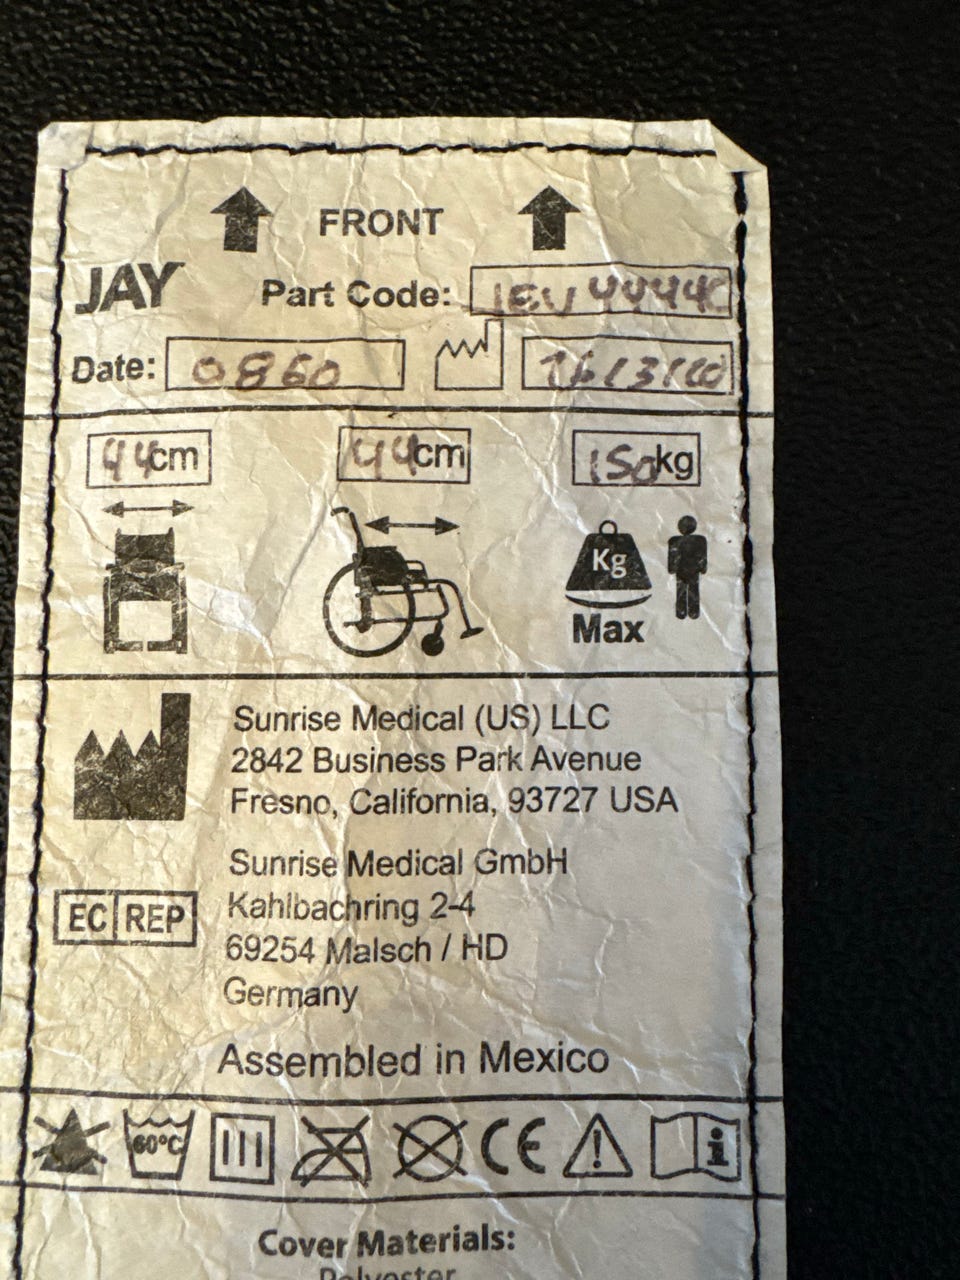 FRONT
JAY Part Code: IEV4444C
Date: 0860
44cm 44cm 150kg
Kg
Max
Sunrise Medical (US) LLC
2842 Business Park Avenue
Fresno, California, 93727 USA
Sunrise Medical GmbH
EC REP Kahlbachring 2-4
69254 Malsch / HD
Germany
Assembled in Mexico
60°C CE
Cover Materials:
Polyester